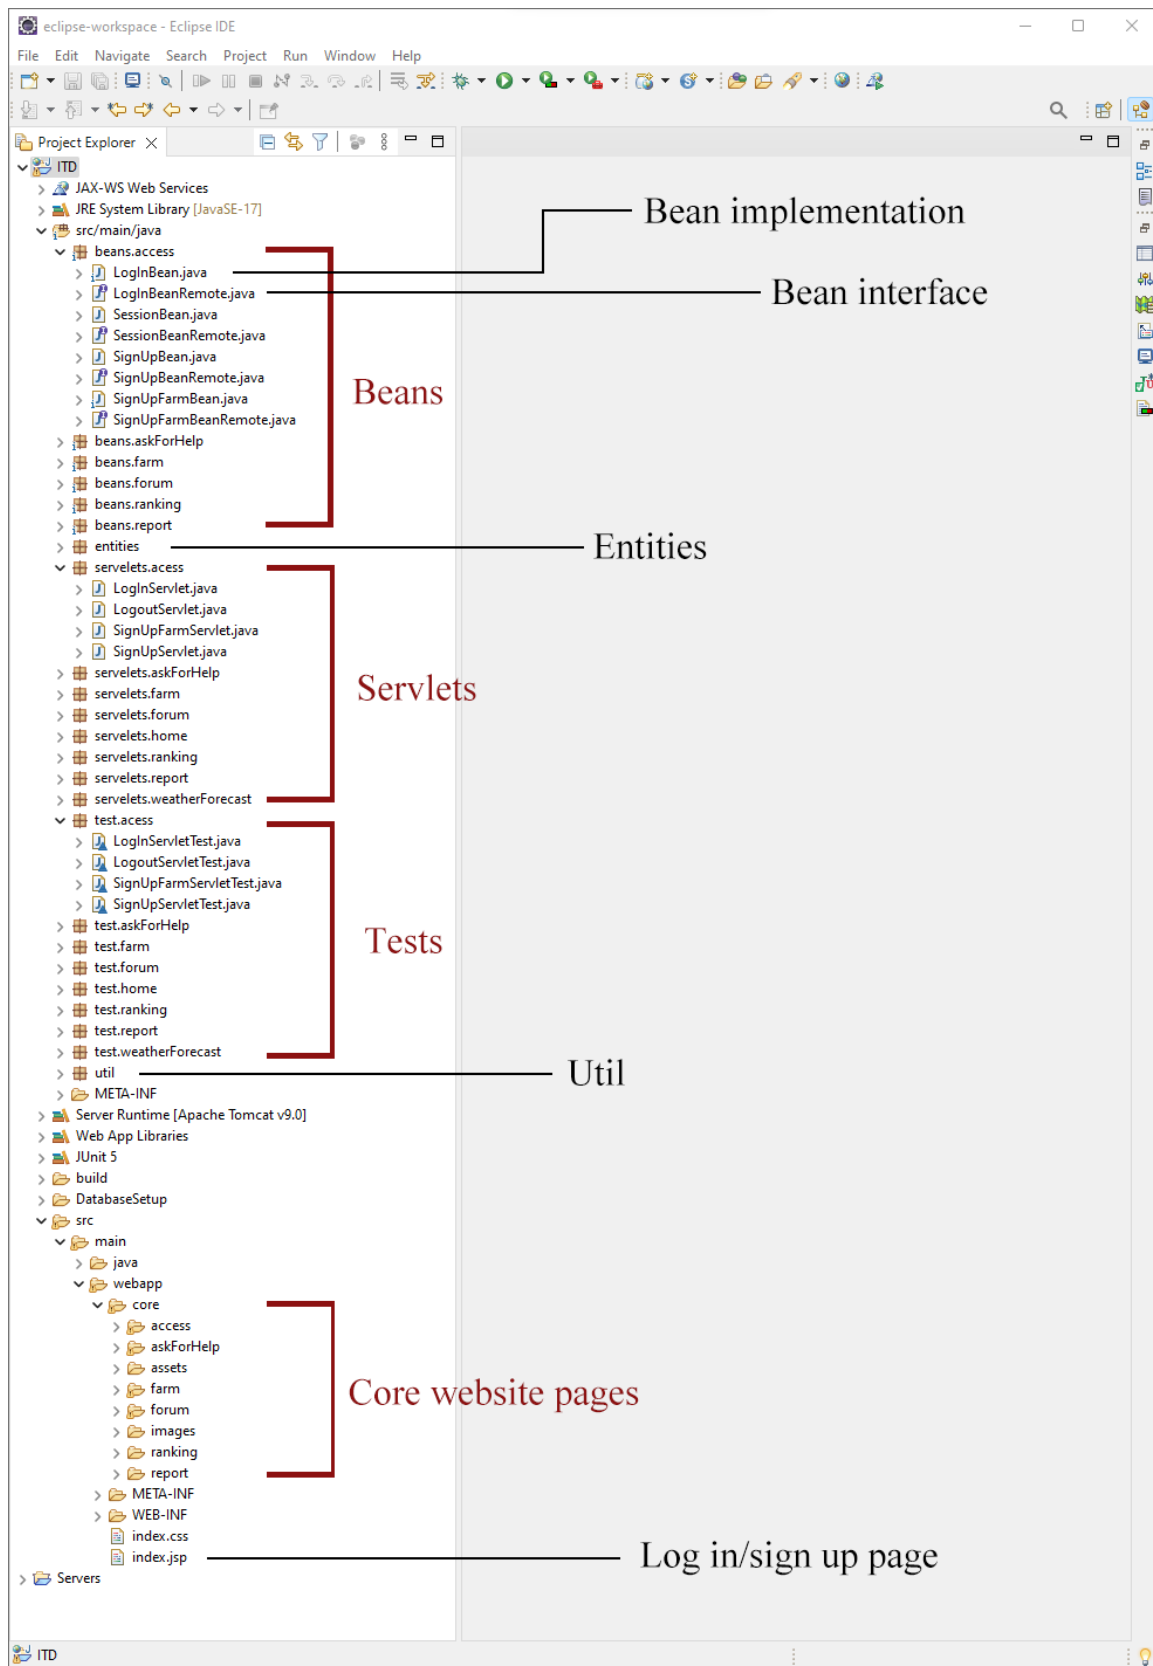 eclipse-workspace - Eclipse IDE
File Edit Navigate Search Project Run Window Help
Project Explorer
ITD
JAX-WS Web Services
JRE System Library [JavaSE-17]
Bean implementation
src/main/java
beans.access
LogInBean.java
LogInBeanRemote.java
Bean interface
SessionBean.java
SessionBeanRemote.java
SignUpBean.java
SignUpBeanRemote.java
Beans
SignUpFarmBean.java
SignUpFarmBeanRemote.java
beans.askForHelp
beans.farm
beans.forum
beans.ranking
beans.report
entities
Entities
servelets.acess
LogInServlet.java
LogoutServlet.java
SignUpFarmServlet.java
SignUpServlet.java
servelets.askForHelp
Servlets
servelets.farm
servelets.forum
servelets.home
servelets.ranking
servelets.report
servelets.weatherForecast
test.acess
LogInServletTest.java
LogoutServletTest.java
SignUpFarmServletTest.java
SignUpServletTest.java
test.askForHelp
Tests
test.farm
test.forum
test.home
test.ranking
test.report
test.weatherForecast
util
Util
META-INF
Server Runtime [Apache Tomcat v9.0]
Web App Libraries
JUnit 5
build
DatabaseSetup
src
main
java
webapp
core
access
askForHelp
assets
farm
Core website pages
forum
images
ranking
report
META-INF
WEB-INF
index.css
index.jsp
Log in/sign up page
Servers
ITD